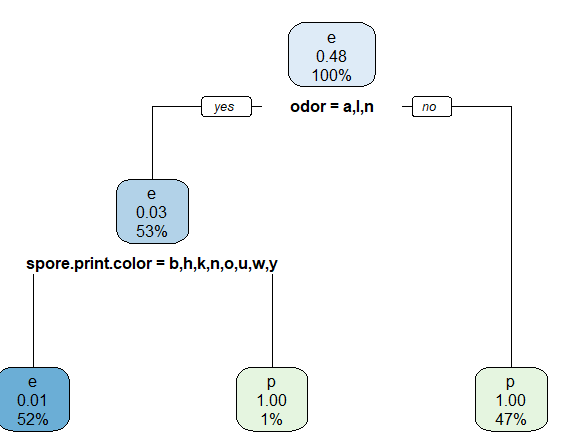 e
0.48
100%
yes
odor = a,l,n
no
e
0.03
53%
spore.print.color = b,h,k,n,o,u,w,y
e
0.01
52%
p
1.00
1%
p
1.00
47%